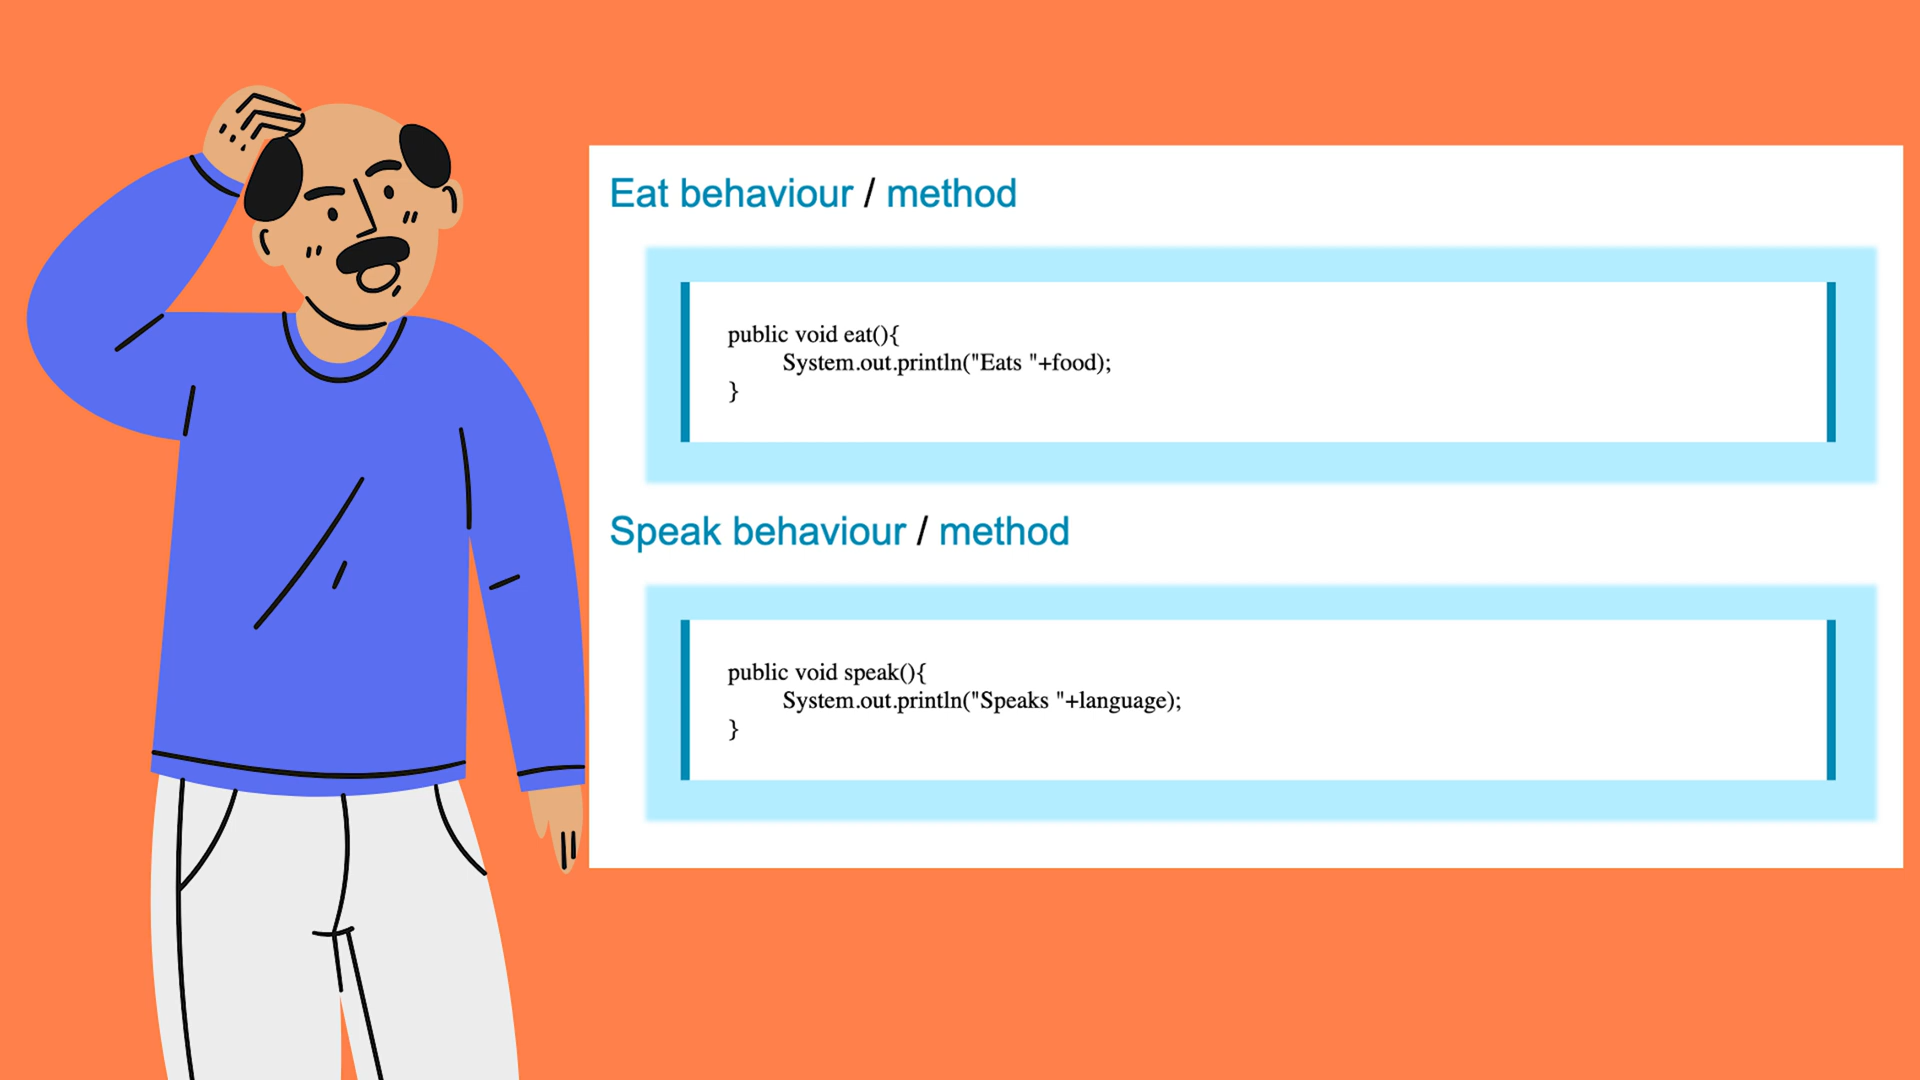 Eat behaviour / method
public void eat(){
System.out.println("Eats "+food);
}
Speak behaviour / method
public void speak(){
System.out.println("Speaks "+language);
}